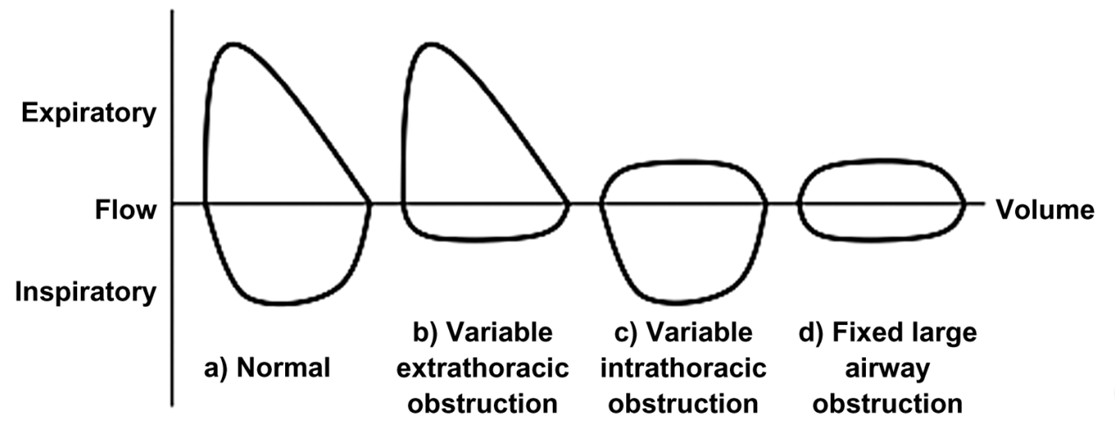 Expiratory
Flow
Volume
Inspiratory
a) Normal
b) Variable
extrathoracic
obstruction
c) Variable
intrathoracic
obstruction
d) Fixed large
airway
obstruction